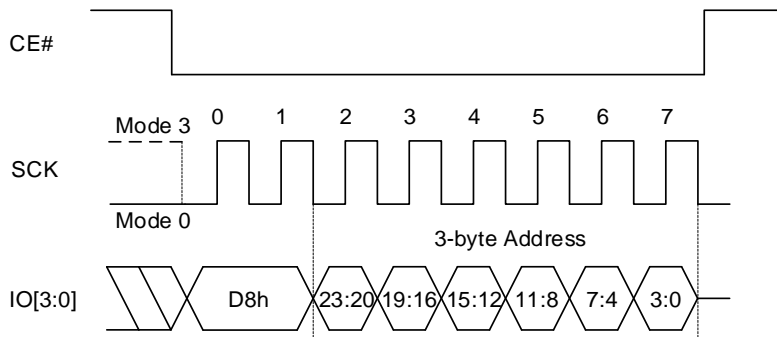 CE#
Mode 3
0 1 2 3 4 5 6 7
SCK
Mode 0
3-byte Address
IO[3:0]
D8h 23:20 19:16 15:12 11:8 7:4 3:0